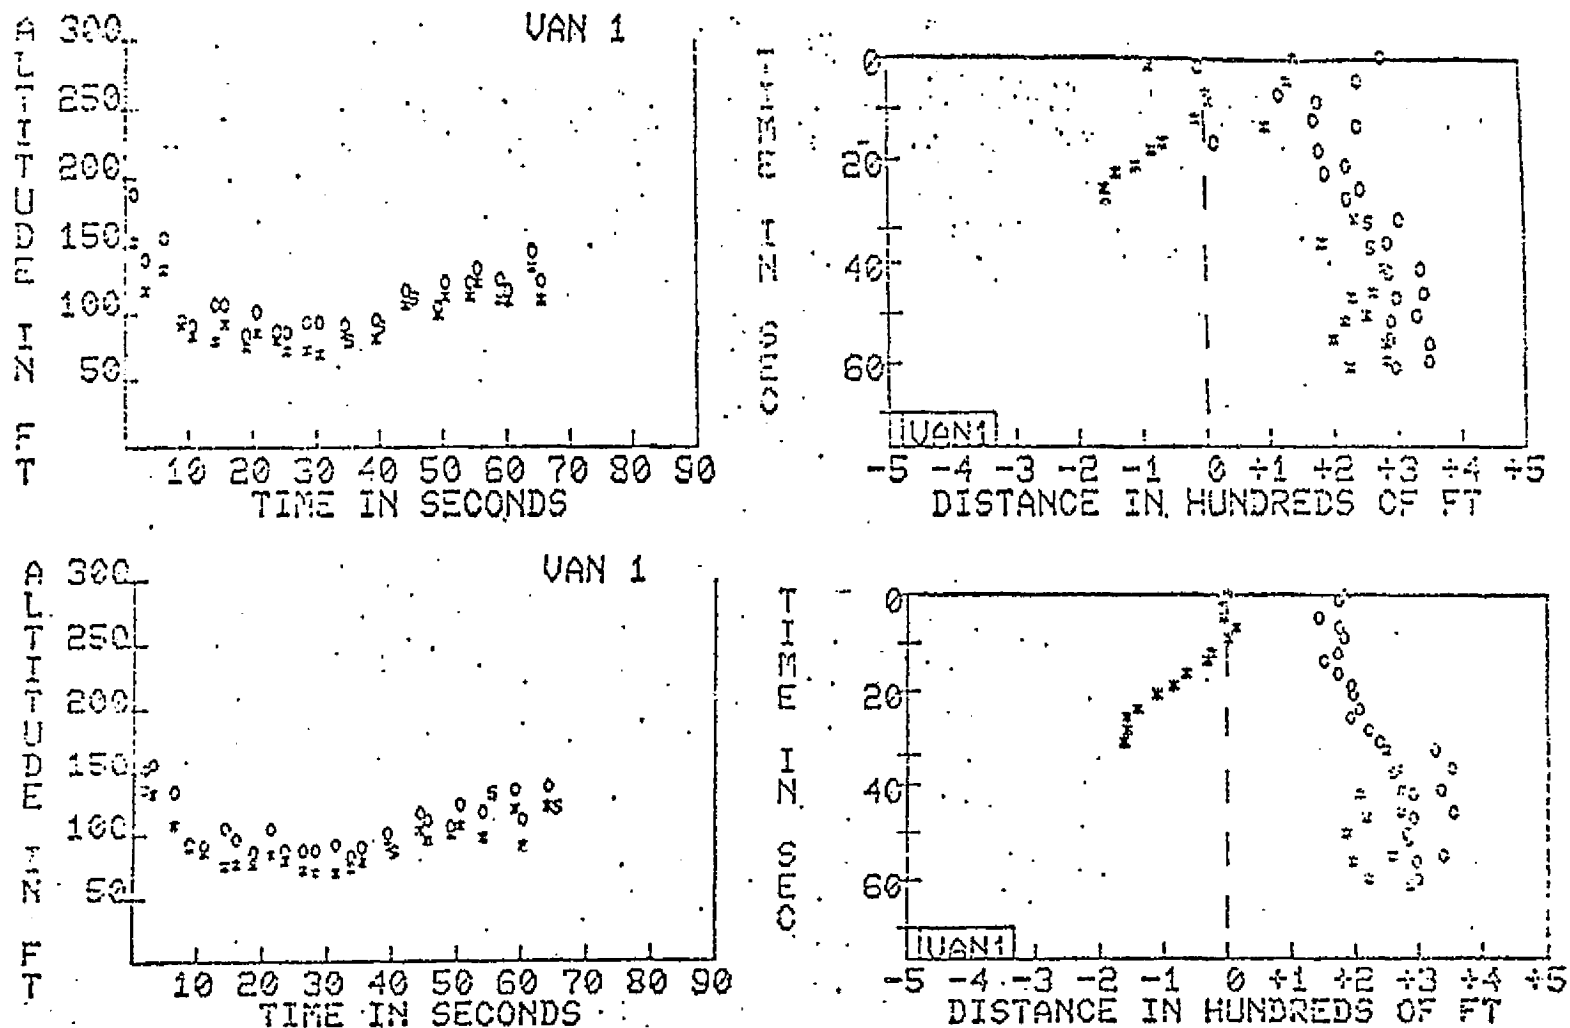 VAN 1
ALTITUDE IN FT
300
250
200
150
100
50
10 20 30 40 50 60 70 80 90
TIME IN SECONDS
TIME IN SEC
0
20
40
60
VAN1
-5 -4 -3 -2 -1 0 +1 +2 +3 +4 +5
DISTANCE IN HUNDREDS OF FT
VAN 1
ALTITUDE IN FT
300
250
200
150
100
50
10 20 30 40 50 60 70 80 90
TIME IN SECONDS
TIME IN SEC
0
20
40
60
VAN1
-5 -4 -3 -2 -1 0 +1 +2 +3 +4 +5
DISTANCE IN HUNDREDS OF FT